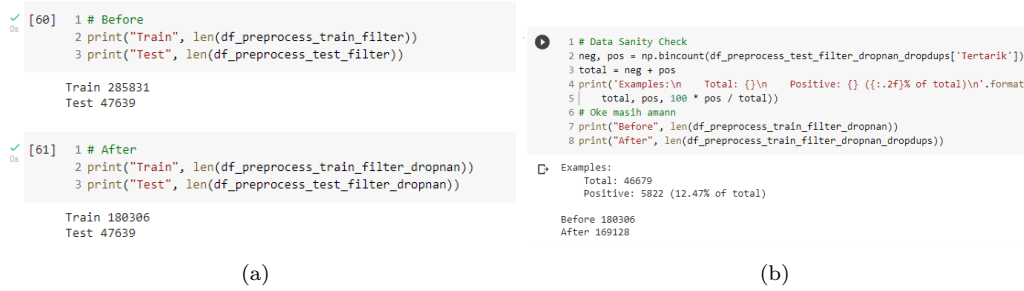 [60] 1 # Before
0s 2 print("Train", len(df_preprocess_train_filter))
3 print("Test", len(df_preprocess_test_filter))
Train 285831
Test 47639
[61] 1 # After
0s 2 print("Train", len(df_preprocess_train_filter_dropnan))
3 print("Test", len(df_preprocess_test_filter_dropnan))
Train 180306
Test 47639
(a)
1 # Data Sanity Check
2 neg, pos = np.bincount(df_preprocess_test_filter_dropnan_dropdups['Tertarik'])
3 total = neg + pos
4 print('Examples:\n    Total: {}\n    Positive: {} ({:.2f}% of total)\n'.format
5     total, pos, 100 * pos / total))
6 # Oke masih amann
7 print("Before", len(df_preprocess_train_filter_dropnan))
8 print("After", len(df_preprocess_train_filter_dropnan_dropdups))
Examples:
Total: 46679
Positive: 5822 (12.47% of total)
Before 180306
After 169128
(b)